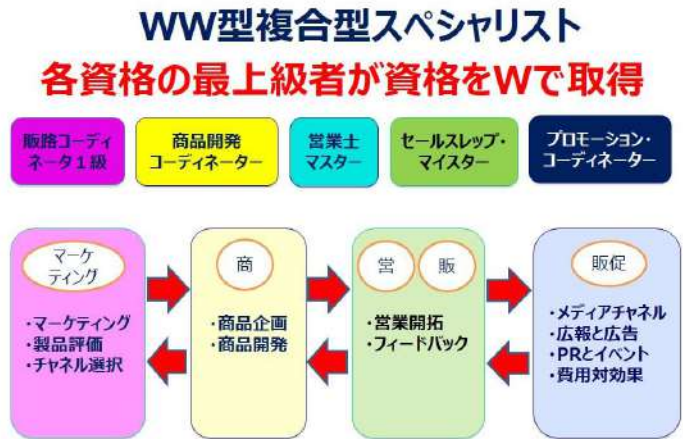 WW型複合型スペシャリスト
各資格の最上級者が資格をWで取得
販路コーディ
ネータ1級
商品開発
コーディネーター
営業士
マスター
セールスレップ・
マイスター
プロモーション・
コーディネーター
マーケ
ティング
・マーケティング
・製品評価
・チャネル選択
商
・商品企画
・商品開発
営
販
・営業開拓
・フィードバック
販促
・メディアチャネル
・広報と広告
・PRとイベント
・費用対効果